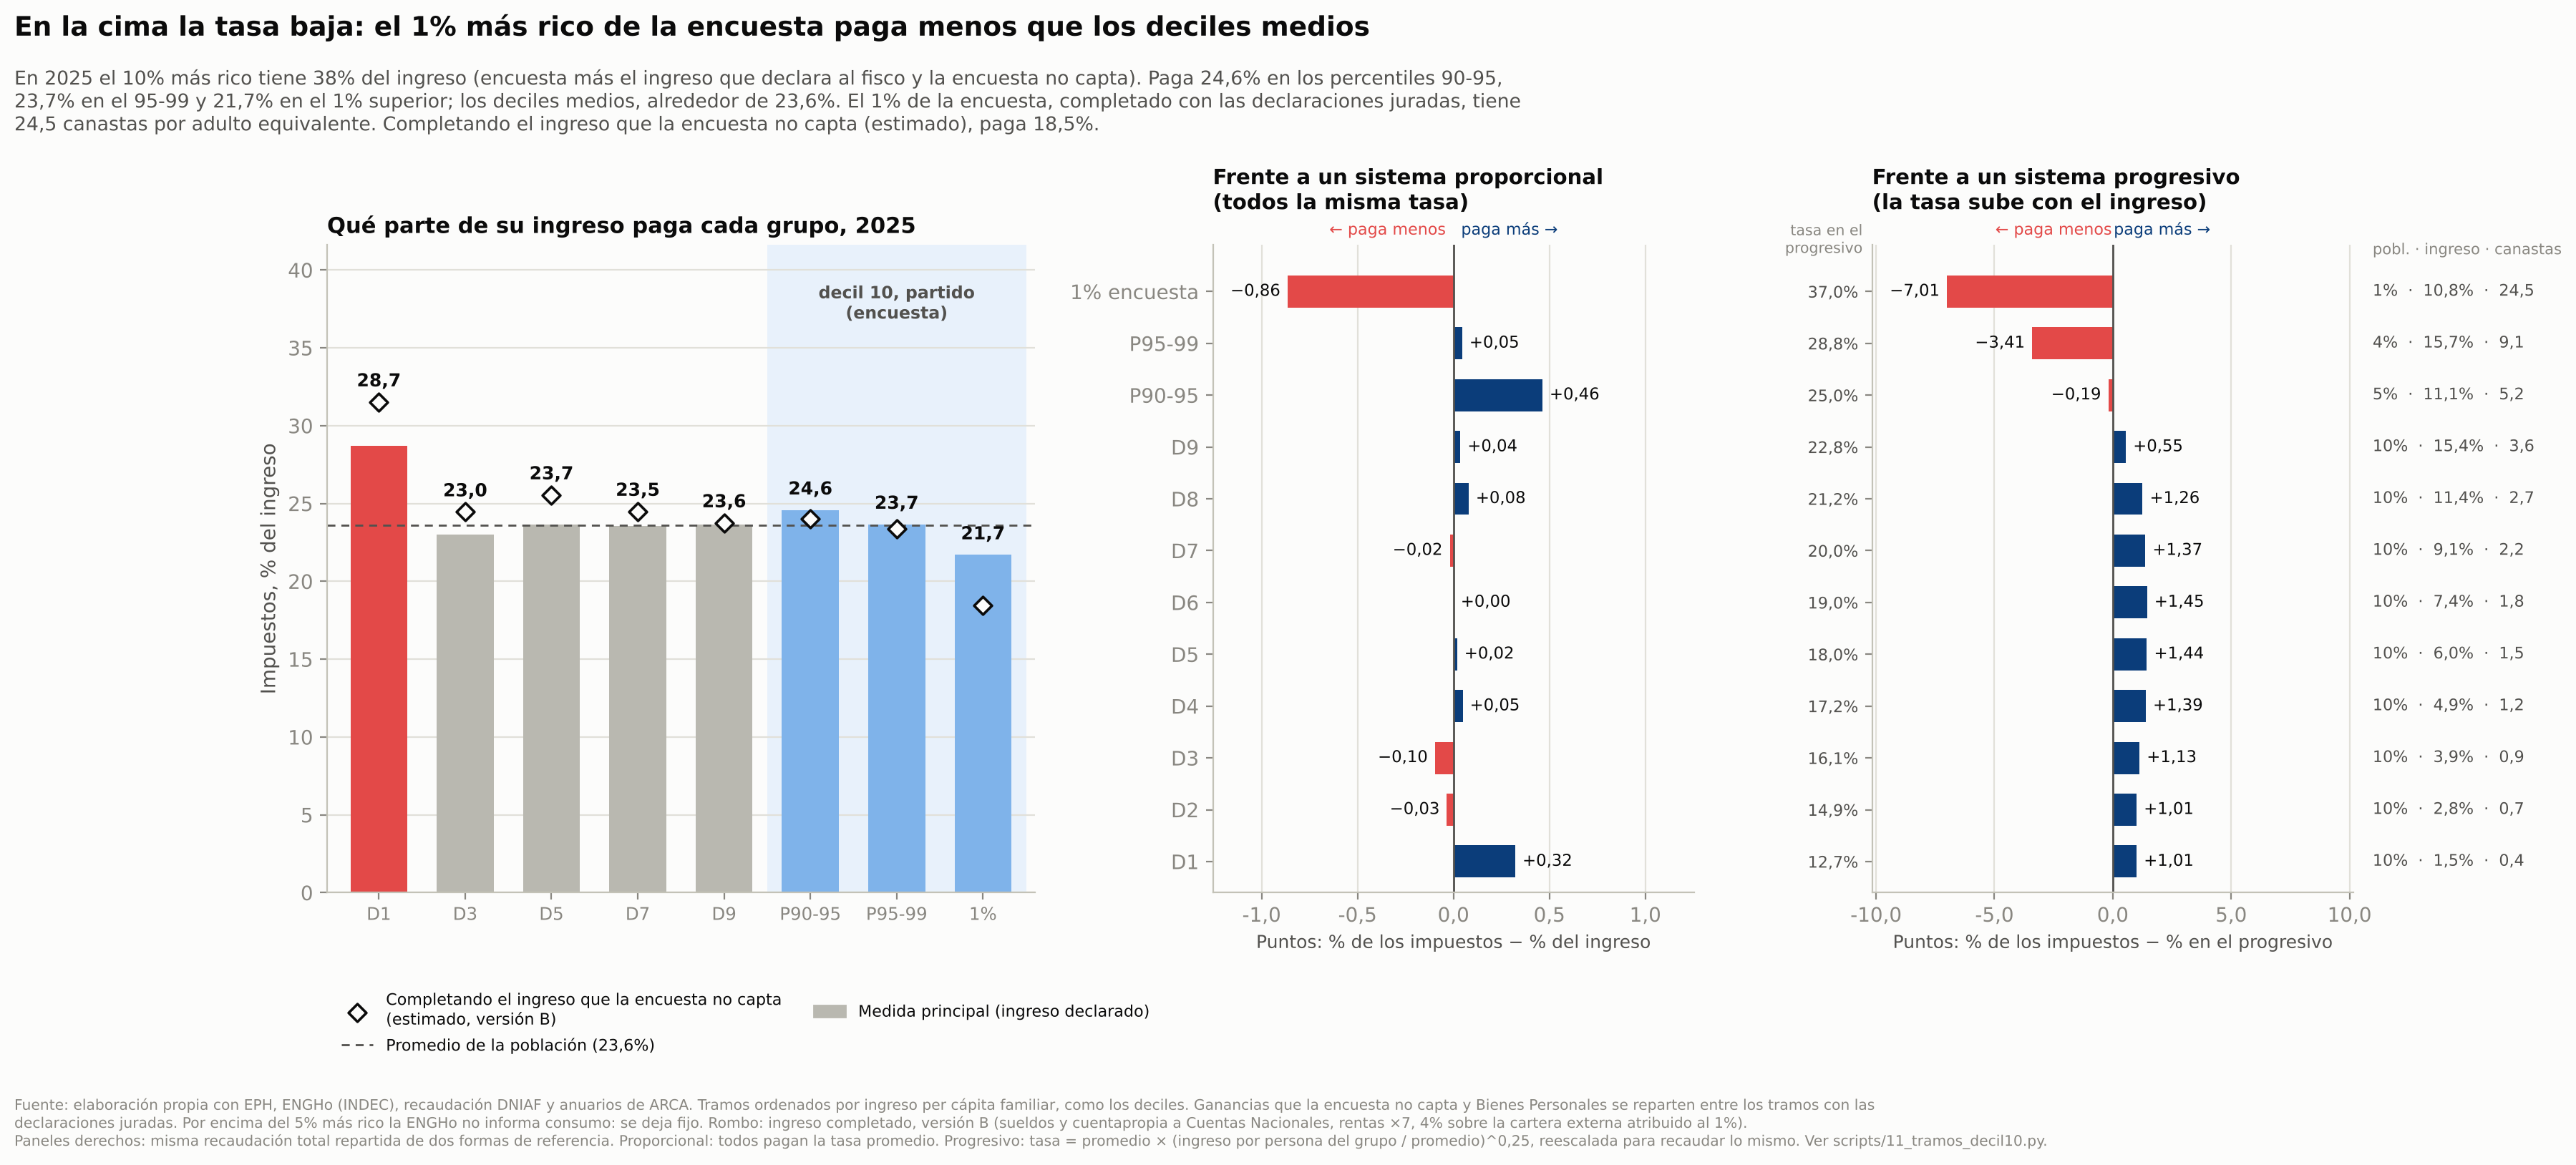 En la cima la tasa baja: el 1% más rico de la encuesta paga menos que los deciles medios
En 2025 el 10% más rico tiene 38% del ingreso (encuesta más el ingreso que declara al fisco y la encuesta no capta). Paga 24,6% en los percentiles 90-95,
23,7% en el 95-99 y 21,7% en el 1% superior; los deciles medios, alrededor de 23,6%. El 1% de la encuesta, completado con las declaraciones juradas, tiene
24,5 canastas por adulto equivalente. Completando el ingreso que la encuesta no capta (estimado), paga 18,5%.
Qué parte de su ingreso paga cada grupo, 2025
Impuestos, % del ingreso
40
35
30
25
20
15
10
5
0
decil 10, partido
(encuesta)
28,7
23,0
23,7
23,5
23,6
24,6
23,7
21,7
D1
D3
D5
D7
D9
P90-95
P95-99
1%
Completando el ingreso que la encuesta no capta
(estimado, versión B)
Promedio de la población (23,6%)
Medida principal (ingreso declarado)
Frente a un sistema proporcional
(todos la misma tasa)
← paga menos paga más →
1% encuesta −0,86
P95-99 +0,05
P90-95 +0,46
D9 +0,04
D8 +0,08
D7 −0,02
D6 +0,00
D5 +0,02
D4 +0,05
D3 −0,10
D2 −0,03
D1 +0,32
-1,0 -0,5 0,0 0,5 1,0
Puntos: % de los impuestos − % del ingreso
Frente a un sistema progresivo
(la tasa sube con el ingreso)
tasa en el
progresivo
← paga menos paga más →
pobl. · ingreso · canastas
37,0% −7,01 1% · 10,8% · 24,5
28,8% −3,41 4% · 15,7% · 9,1
25,0% −0,19 5% · 11,1% · 5,2
22,8% +0,55 10% · 15,4% · 3,6
21,2% +1,26 10% · 11,4% · 2,7
20,0% +1,37 10% · 9,1% · 2,2
19,0% +1,45 10% · 7,4% · 1,8
18,0% +1,44 10% · 6,0% · 1,5
17,2% +1,39 10% · 4,9% · 1,2
16,1% +1,13 10% · 3,9% · 0,9
14,9% +1,01 10% · 2,8% · 0,7
12,7% +1,01 10% · 1,5% · 0,4
-10,0 -5,0 0,0 5,0 10,0
Puntos: % de los impuestos − % en el progresivo
Fuente: elaboración propia con EPH, ENGHo (INDEC), recaudación DNIAF y anuarios de ARCA. Tramos ordenados por ingreso per cápita familiar, como los deciles. Ganancias que la encuesta no capta y Bienes Personales se reparten entre los tramos con las
declaraciones juradas. Por encima del 5% más rico la ENGHo no informa consumo: se deja fijo. Rombo: ingreso completado, versión B (sueldos y cuentapropia a Cuentas Nacionales, rentas ×7, 4% sobre la cartera externa atribuido al 1%).
Paneles derechos: misma recaudación total repartida de dos formas de referencia. Proporcional: todos pagan la tasa promedio. Progresivo: tasa = promedio × (ingreso por persona del grupo / promedio)^0,25, reescalada para recaudar lo mismo. Ver scripts/11_tramos_decil10.py.